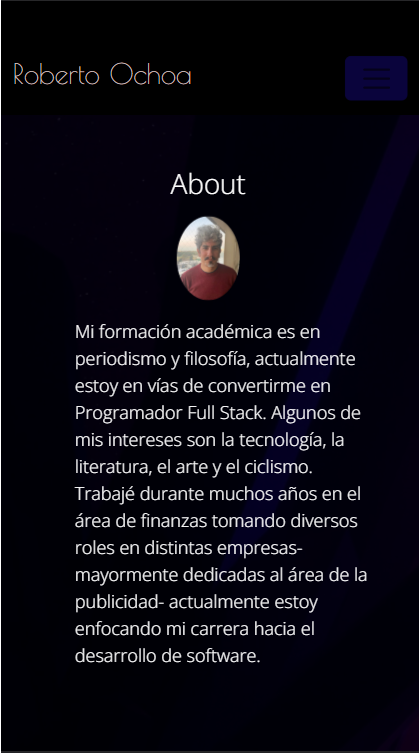 Roberto Ochoa
About
Mi formación académica es en
periodismo y filosofía, actualmente
estoy en vías de convertirme en
Programador Full Stack. Algunos de
mis intereses son la tecnología, la
literatura, el arte y el ciclismo.
Trabajé durante muchos años en el
área de finanzas tomando diversos
roles en distintas empresas-
mayormente dedicadas al área de la
publicidad- actualmente estoy
enfocando mi carrera hacia el
desarrollo de software.